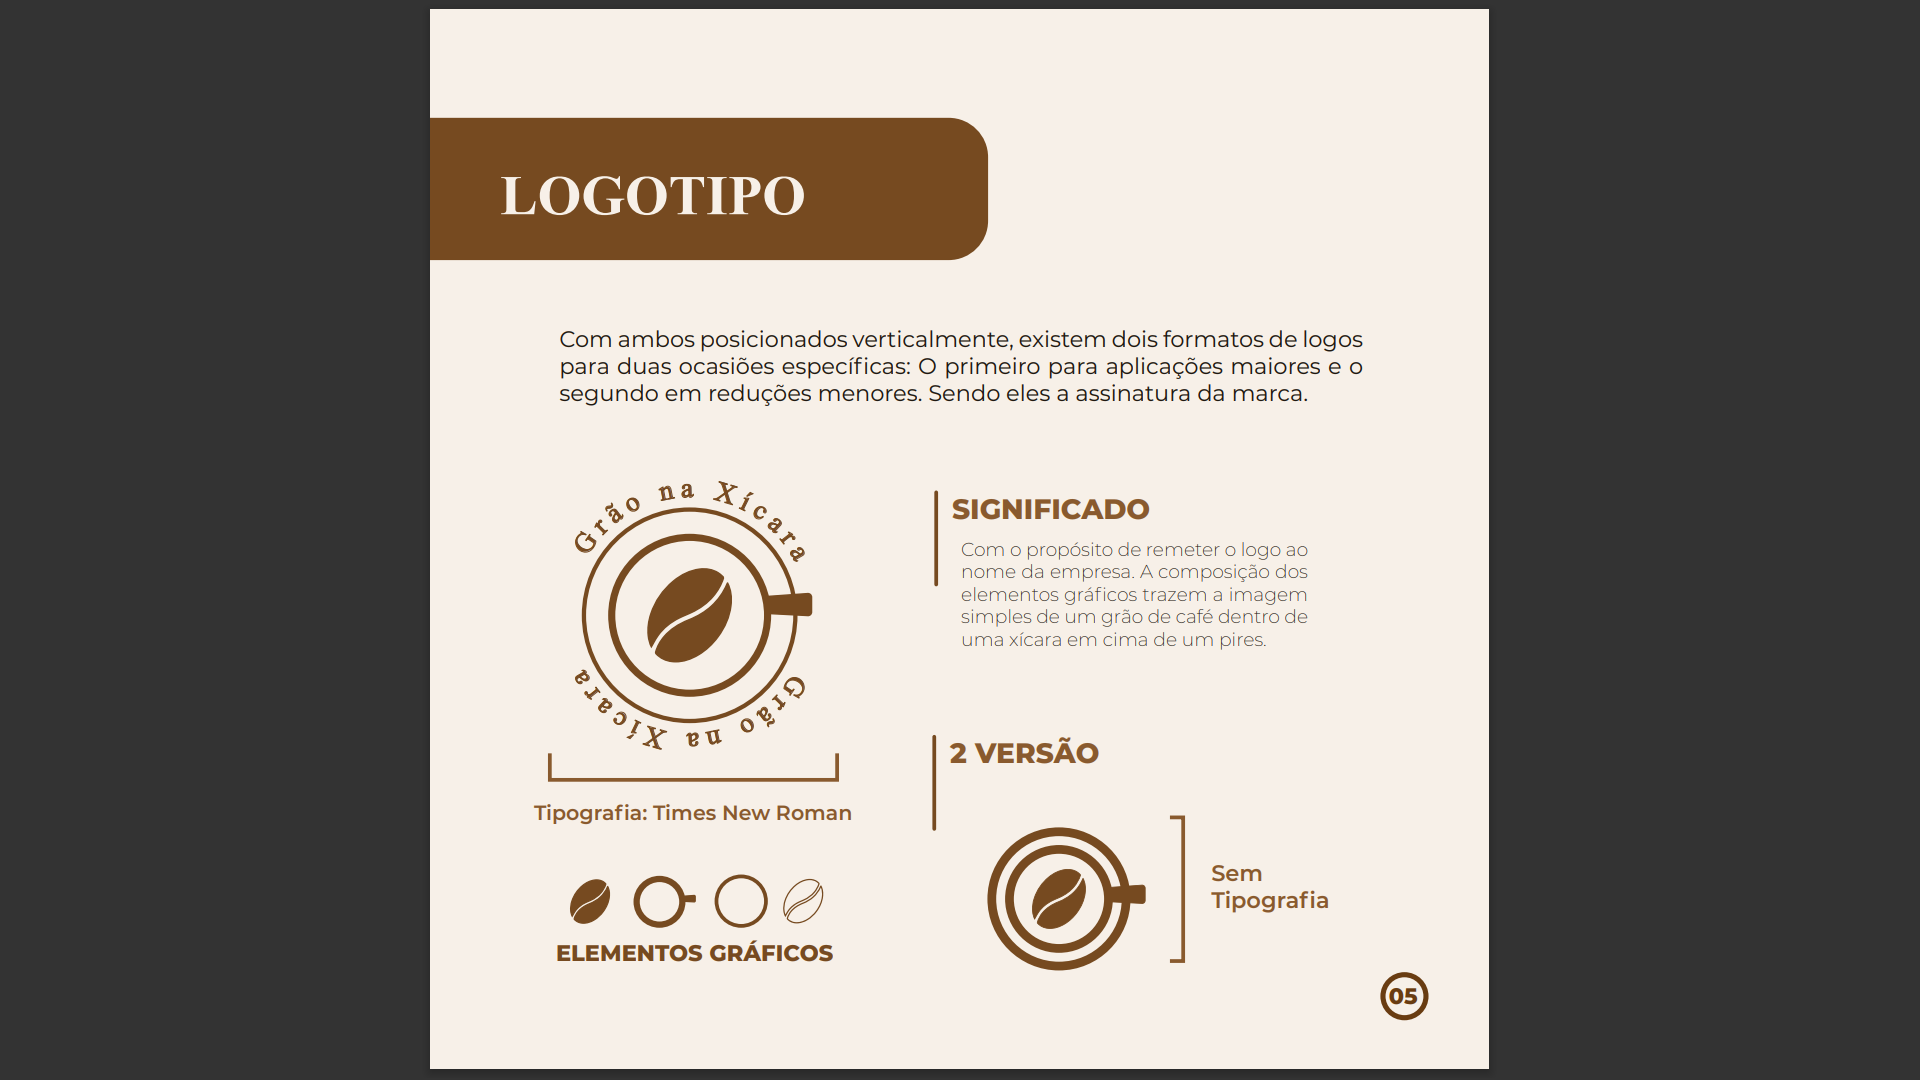 LOGOTIPO
Com ambos posicionados verticalmente, existem dois formatos de logos
para duas ocasiões específicas: O primeiro para aplicações maiores e o
segundo em reduções menores. Sendo eles a assinatura da marca.
Grão na Xícara
Grão na Xícara
Tipografia: Times New Roman
ELEMENTOS GRÁFICOS
SIGNIFICADO
Com o propósito de remeter o logo ao
nome da empresa. A composição dos
elementos gráficos trazem a imagem
simples de um grão de café dentro de
uma xícara em cima de um pires.
2 VERSÃO
Sem
Tipografia
05